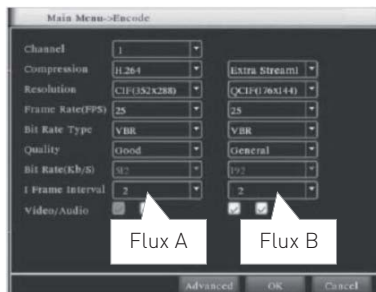 Main Menu->Encode
Channel 1
Compression H.264 Extra Stream1
Resolution CIF(352x288) QCIF(176x144)
Frame Rate(FPS) 25 25
Bit Rate Type VBR VBR
Quality Good General
Bit Rate(Kb/S) 512 192
I Frame Interval 2 2
Video/Audio
Flux A Flux B
Advanced OK Cancel